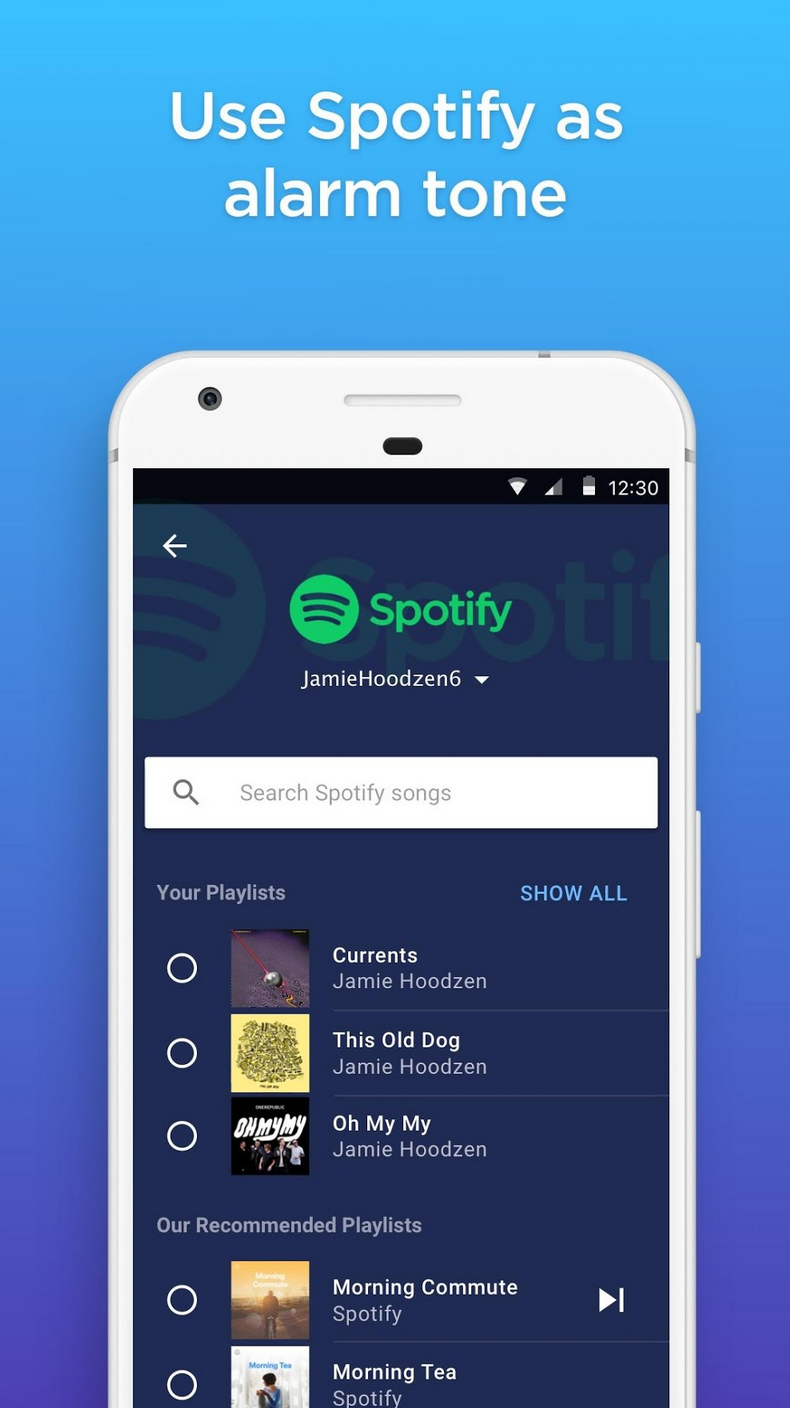 Use Spotify as
alarm tone
12:30
Spotify
Spotif
JamieHoodzen6
Search Spotify songs
Your Playlists
SHOW ALL
Currents
Jamie Hoodzen
This Old Dog
Jamie Hoodzen
ONEREPUBLIC
OH MY MY
Oh My My
Jamie Hoodzen
Our Recommended Playlists
Morning
Commute
Morning Commute
Spotify
Morning Tea
Morning Tea
Spotify